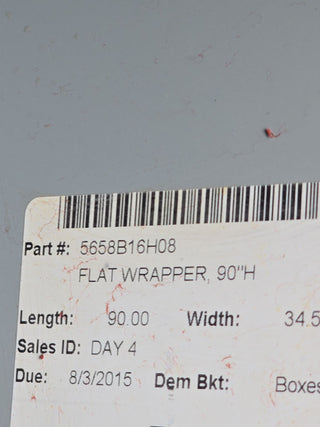 Part #: 5658B16H08
FLAT WRAPPER, 90"H
Length: 90.00 Width: 34.5
Sales ID: DAY 4
Due: 8/3/2015 Dem Bkt: Boxes